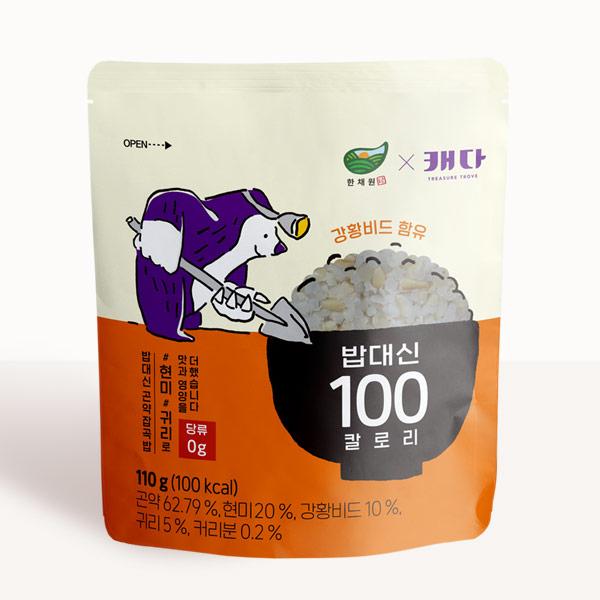 OPEN
한채원
×
캐다
TREASURE TROVE
강황비드 함유
밥대신
100
칼로리
더했습니다
맛과 영양을
#현미 #귀리로
밥대신 곤약잡곡밥
당류
0g
110 g (100 kcal)
곤약 62.79 %, 현미 20 %, 강황비드 10 %,
귀리 5 %, 커리분 0.2 %